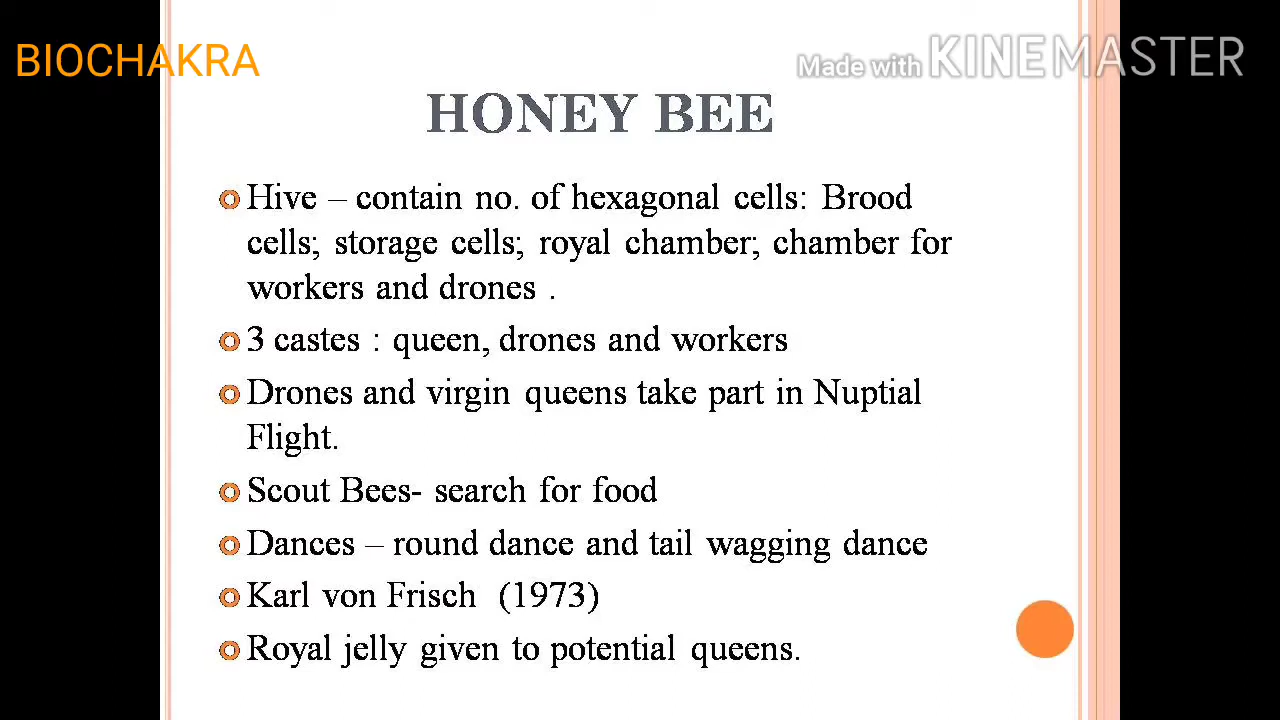 BIOCHAKRA
Made with KINEMASTER
HONEY BEE
Hive – contain no. of hexagonal cells: Brood
cells; storage cells; royal chamber; chamber for
workers and drones .
3 castes : queen, drones and workers
Drones and virgin queens take part in Nuptial
Flight.
Scout Bees- search for food
Dances – round dance and tail wagging dance
Karl von Frisch (1973)
Royal jelly given to potential queens.